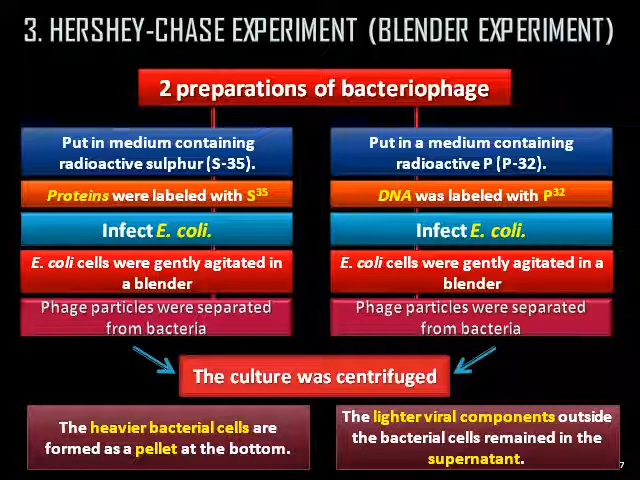 3. HERSHEY-CHASE EXPERIMENT (BLENDER EXPERIMENT)
2 preparations of bacteriophage
Put in medium containing
radioactive sulphur (S-35).
Proteins were labeled with S³⁵
Infect E. coli.
E. coli cells were gently agitated in
a blender
Phage particles were separated
from bacteria
Put in a medium containing
radioactive P (P-32).
DNA was labeled with P³²
Infect E. coli.
E. coli cells were gently agitated in a
blender
Phage particles were separated
from bacteria
The culture was centrifuged
The heavier bacterial cells are
formed as a pellet at the bottom.
The lighter viral components outside
the bacterial cells remained in the
supernatant.
7